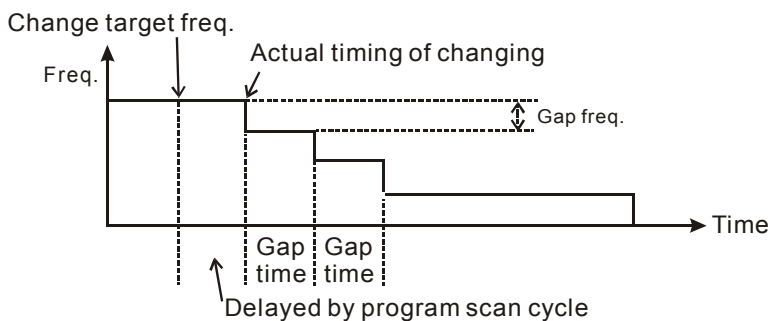 Change target freq.
Actual timing of changing
Freq.
Gap freq.
Time
Gap
time
Gap
time
Delayed by program scan cycle